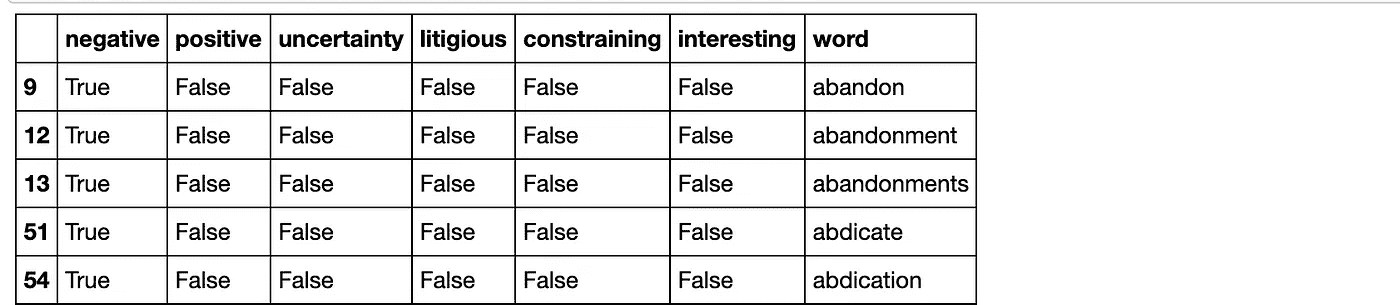 negative positive uncertainty litigious constraining interesting word
9 True False False False False False abandon
12 True False False False False False abandonment
13 True False False False False False abandonments
51 True False False False False False abdicate
54 True False False False False False abdication